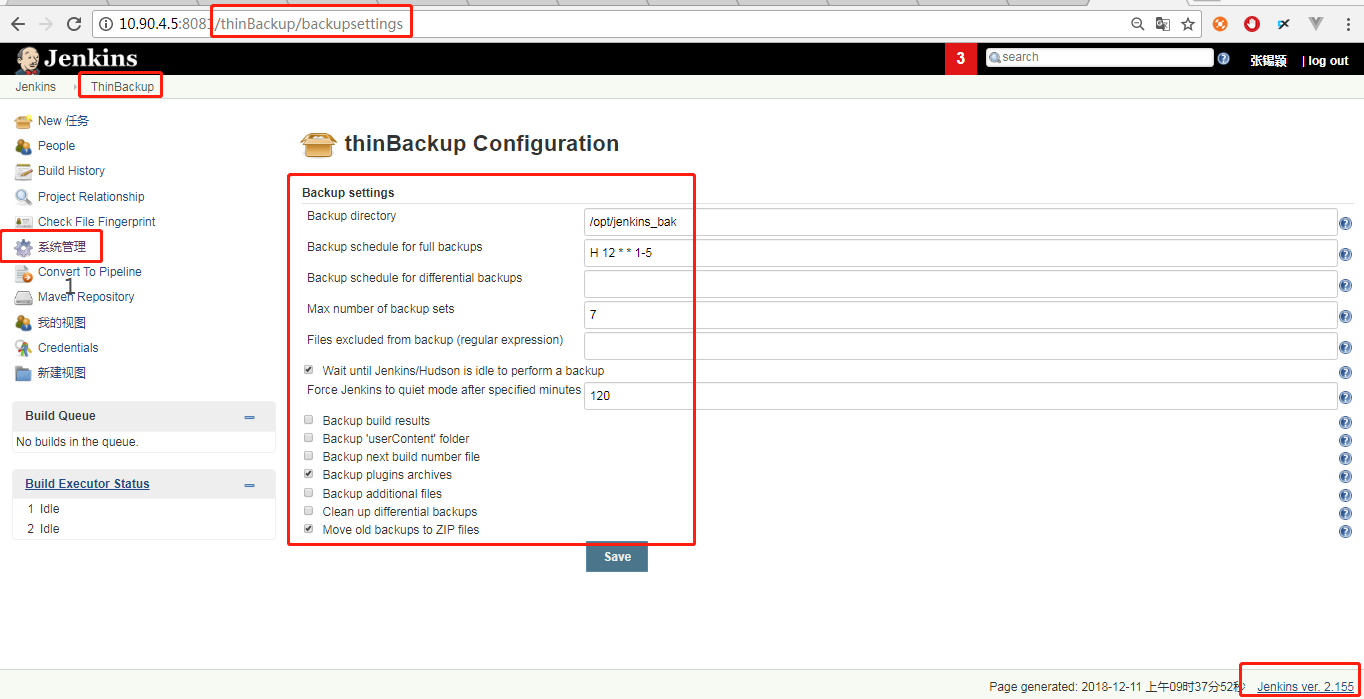 10.90.4.5:8081/thinBackup/backupsettings
Jenkins
3
search
张锡颖
| log out
Jenkins
ThinBackup
New 任务
People
Build History
Project Relationship
Check File Fingerprint
系统管理
Convert To Pipeline
1
Maven Repository
我的视图
Credentials
新建视图
Build Queue
No builds in the queue.
Build Executor Status
1 Idle
2 Idle
thinBackup Configuration
Backup settings
Backup directory
/opt/jenkins_bak
Backup schedule for full backups
H 12 * * 1-5
Backup schedule for differential backups
Max number of backup sets
7
Files excluded from backup (regular expression)
Wait until Jenkins/Hudson is idle to perform a backup
Force Jenkins to quiet mode after specified minutes
120
Backup build results
Backup 'userContent' folder
Backup next build number file
Backup plugins archives
Backup additional files
Clean up differential backups
Move old backups to ZIP files
Save
Page generated: 2018-12-11 上午09时37分52秒
Jenkins ver. 2.155